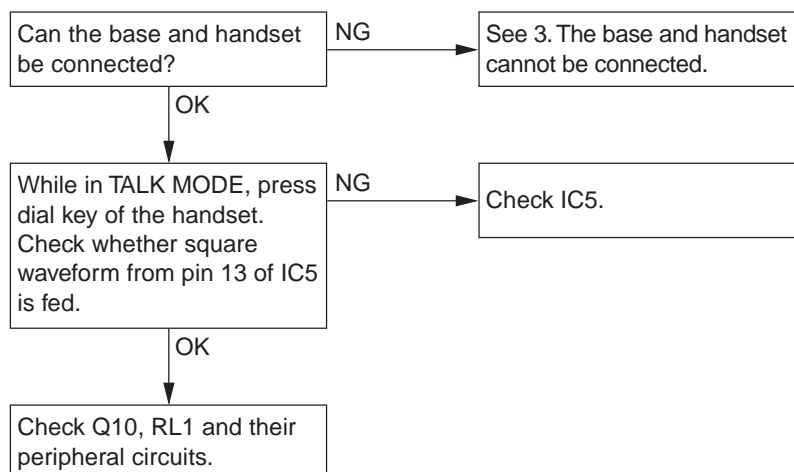 Can the base and handset
be connected?
NG
See 3. The base and handset
cannot be connected.
OK
While in TALK MODE, press
dial key of the handset.
Check whether square
waveform from pin 13 of IC5
is fed.
NG
Check IC5.
OK
Check Q10, RL1 and their
peripheral circuits.